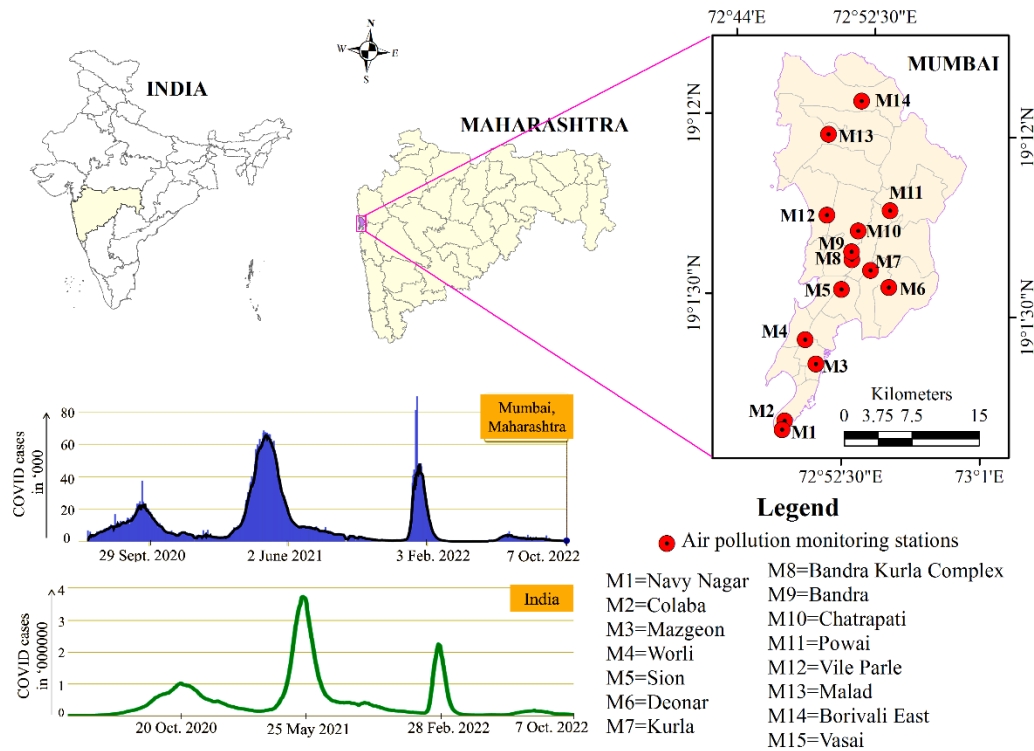 INDIA
N
W
E
S
MAHARASHTRA
72°44'E
72°52'30"E
MUMBAI
19°12'N
19°12'N
19°1'30"N
19°1'30"N
M14
M13
M11
M12
M10
M9
M8
M7
M5
M6
M4
M3
M2
M1
Kilometers
0 3.75 7.5 15
72°52'30"E
73°1'E
COVID cases
in ‘000
80
60
40
20
0
Mumbai,
Maharashtra
29 Sept. 2020
2 June 2021
3 Feb. 2022
7 Oct. 2022
COVID cases
in ‘000000
4
3
2
1
0
India
20 Oct. 2020
25 May 2021
28 Feb. 2022
7 Oct. 2022
Legend
Air pollution monitoring stations
M1=Navy Nagar
M2=Colaba
M3=Mazgeon
M4=Worli
M5=Sion
M6=Deonar
M7=Kurla
M8=Bandra Kurla Complex
M9=Bandra
M10=Chatrapati
M11=Powai
M12=Vile Parle
M13=Malad
M14=Borivali East
M15=Vasai